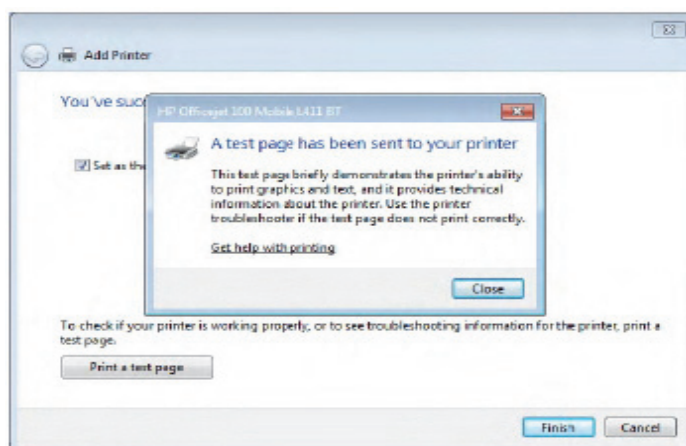 Add Printer
You've succ
HP Officejet 100 Mobile L411 BT
A test page has been sent to your printer
Set as the
This test page briefly demonstrates the printer's ability
to print graphics and text, and it provides technical
information about the printer. Use the printer
troubleshooter if the test page does not print correctly.
Get help with printing
Close
To check if your printer is working properly, or to see troubleshooting information for the printer, print a
test page.
Print a test page
Finish
Cancel